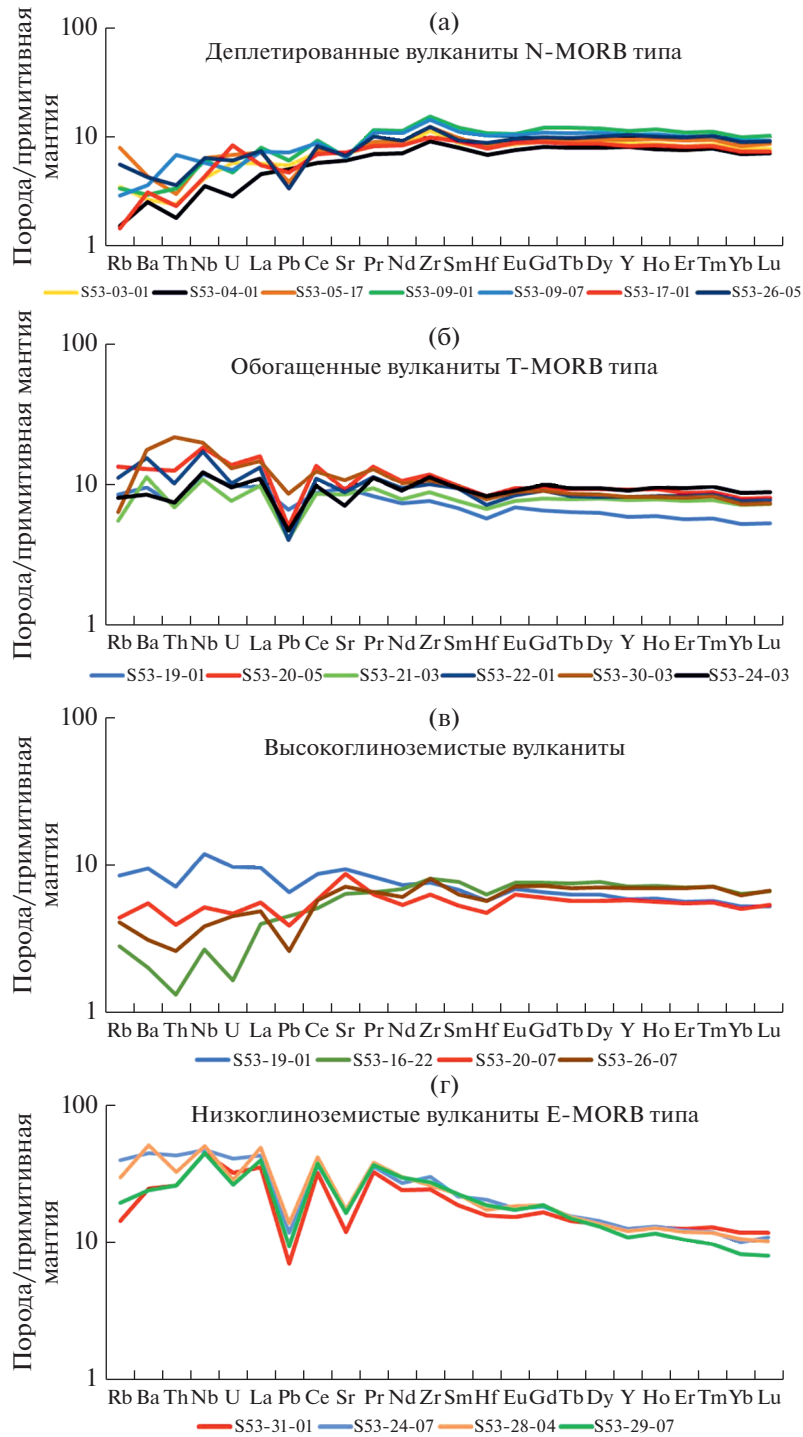 (а)
Деплетированные вулканиты N-MORB типа
Порода/примитивная
мантия
100
10
1
Rb Ba Th Nb U La Pb Ce Sr Pr Nd Zr Sm Hf Eu Gd Tb Dy Y Ho Er Tm Yb Lu
S53-03-01 S53-04-01 S53-05-17 S53-09-01 S53-09-07 S53-17-01 S53-26-05
(б)
Обогащенные вулканиты T-MORB типа
Порода/примитивная мантия
100
10
1
Rb Ba Th Nb U La Pb Ce Sr Pr Nd Zr Sm Hf Eu Gd Tb Dy Y Ho Er Tm Yb Lu
S53-19-01 S53-20-05 S53-21-03 S53-22-01 S53-30-03 S53-24-03
(в)
Высокоглиноземистые вулканиты
Порода/примитивная
мантия
100
10
1
Rb Ba Th Nb U La Pb Ce Sr Pr Nd Zr Sm Hf Eu Gd Tb Dy Y Ho Er Tm Yb Lu
S53-19-01 S53-16-22 S53-20-07 S53-26-07
(г)
Низкоглиноземистые вулканиты E-MORB типа
Порода/примитивная
мантия
100
10
1
Rb Ba Th Nb U La Pb Ce Sr Pr Nd Zr Sm Hf Eu Gd Tb Dy Y Ho Er Tm Yb Lu
S53-31-01 S53-24-07 S53-28-04 S53-29-07